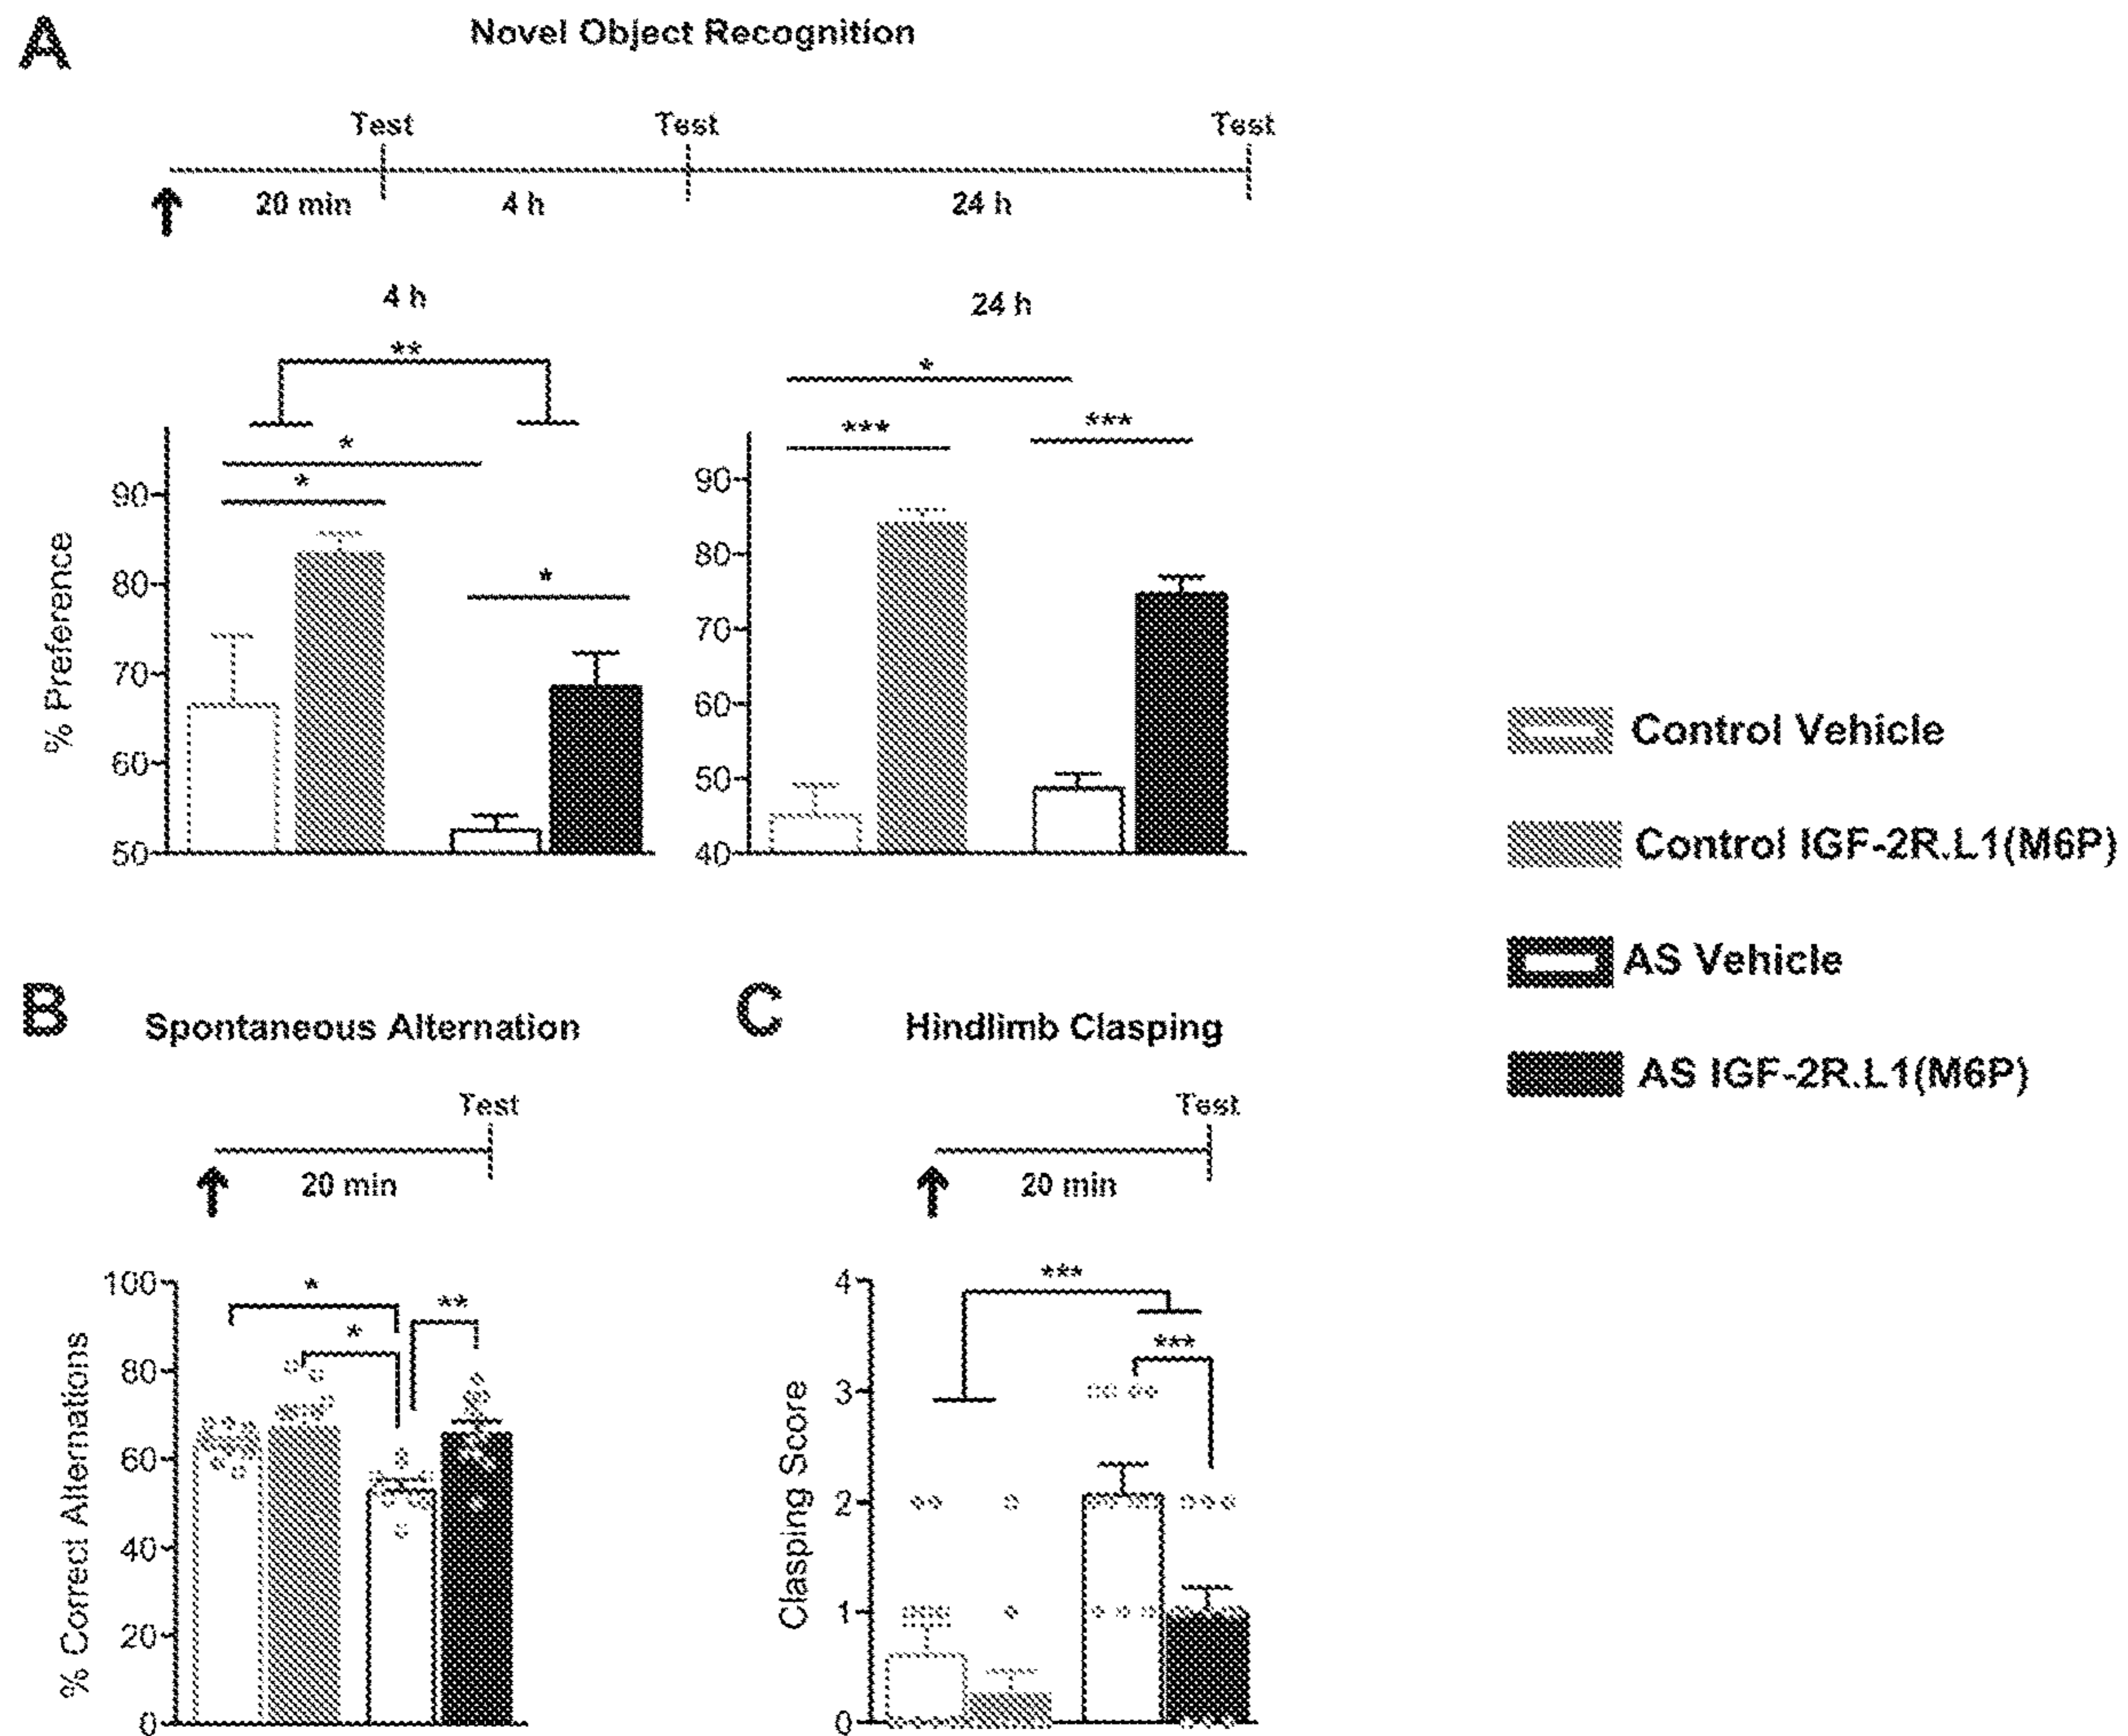 A
Novel Object Recognition
Test Test Test
20 min 4 h 24 h
4 h
24 h
**
*
*
*
*
*
***
***
% Preference
90
80
70
60
50
90
80
70
60
50
40
Control Vehicle
Control IGF-2R.L1(M6P)
AS Vehicle
AS IGF-2R.L1(M6P)
B
Spontaneous Alternation
Test
20 min
% Correct Alternations
100
80
60
40
20
0
*
*
**
C
Hindlimb Clasping
Test
20 min
Clasping Score
4
3
2
1
0
***
***